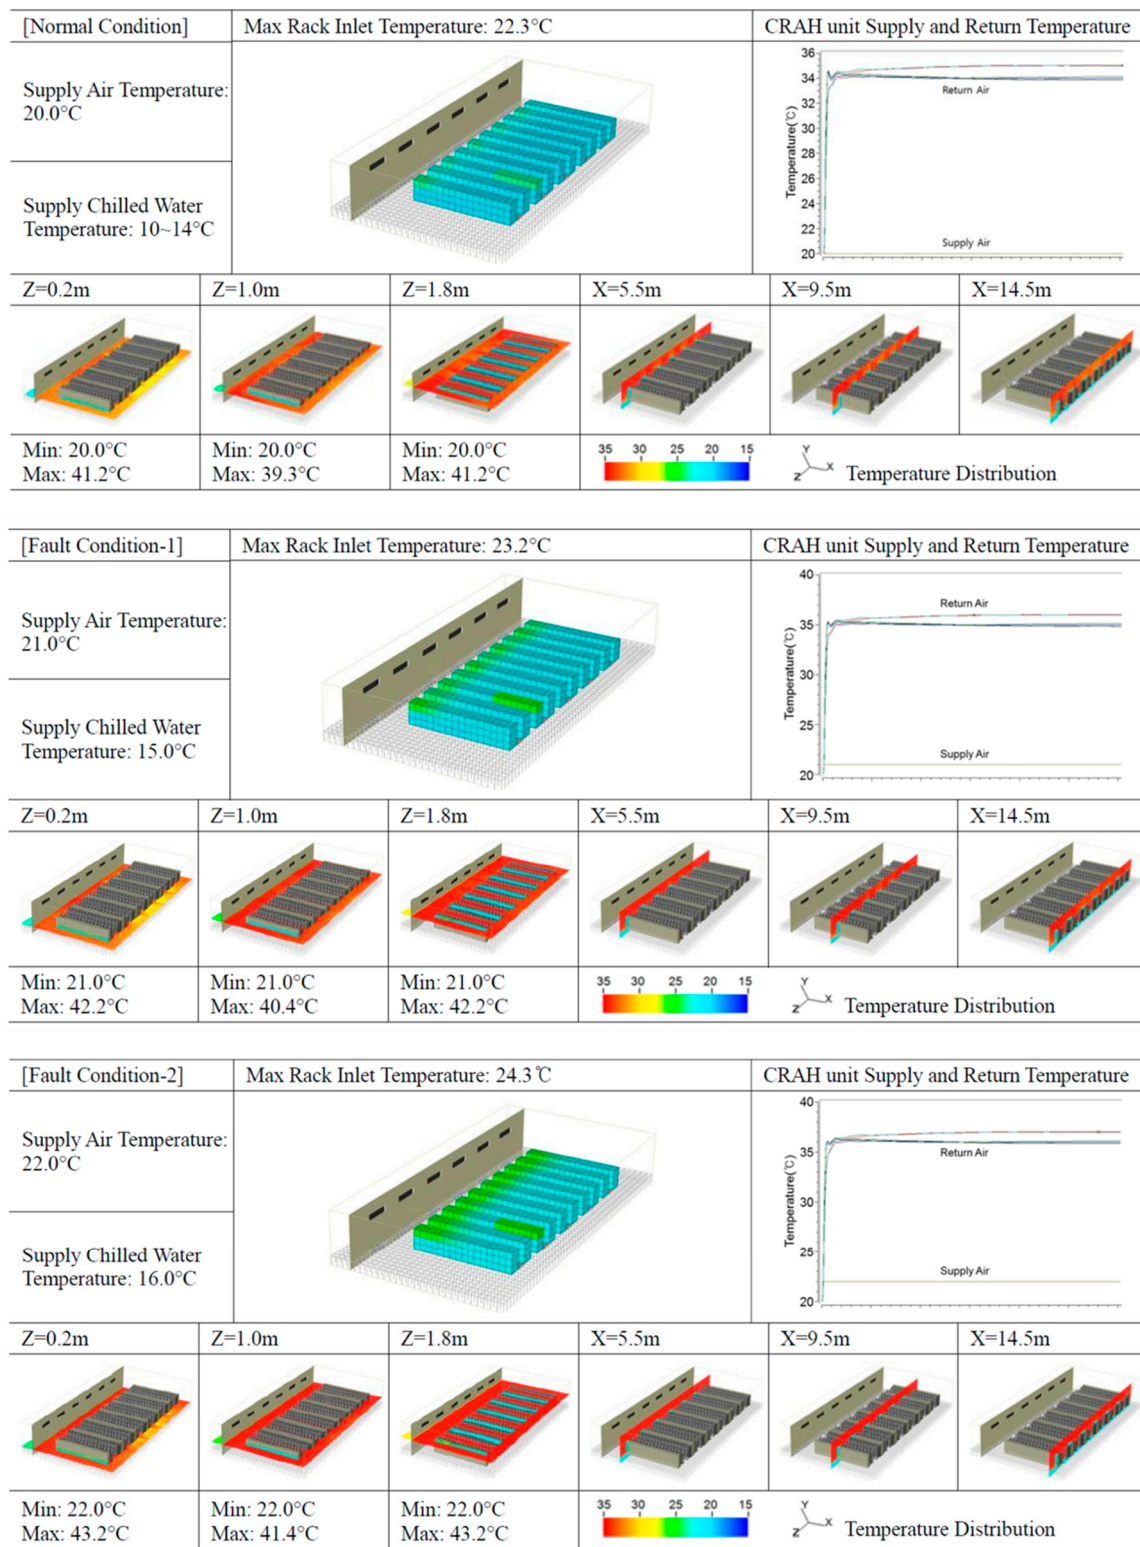 [Normal Condition]
Max Rack Inlet Temperature: 22.3°C
CRAH unit Supply and Return Temperature
Supply Air Temperature:
20.0°C
Supply Chilled Water
Temperature: 10~14°C
Temperature(℃)
36
34
32
30
28
26
24
22
20
Return Air
Supply Air
Z=0.2m
Z=1.0m
Z=1.8m
X=5.5m
X=9.5m
X=14.5m
Min: 20.0°C
Max: 41.2°C
Min: 20.0°C
Max: 39.3°C
Min: 20.0°C
Max: 41.2°C
35 30 25 20 15
Y
Z
X
Temperature Distribution
[Fault Condition-1]
Max Rack Inlet Temperature: 23.2°C
CRAH unit Supply and Return Temperature
Supply Air Temperature:
21.0°C
Supply Chilled Water
Temperature: 15.0°C
Temperature(℃)
40
35
30
25
20
Return Air
Supply Air
Z=0.2m
Z=1.0m
Z=1.8m
X=5.5m
X=9.5m
X=14.5m
Min: 21.0°C
Max: 42.2°C
Min: 21.0°C
Max: 40.4°C
Min: 21.0°C
Max: 42.2°C
35 30 25 20 15
Y
Z
X
Temperature Distribution
[Fault Condition-2]
Max Rack Inlet Temperature: 24.3℃
CRAH unit Supply and Return Temperature
Supply Air Temperature:
22.0°C
Supply Chilled Water
Temperature: 16.0°C
Temperature(℃)
40
35
30
25
20
Return Air
Supply Air
Z=0.2m
Z=1.0m
Z=1.8m
X=5.5m
X=9.5m
X=14.5m
Min: 22.0°C
Max: 43.2°C
Min: 22.0°C
Max: 41.4°C
Min: 22.0°C
Max: 43.2°C
35 30 25 20 15
Y
Z
X
Temperature Distribution